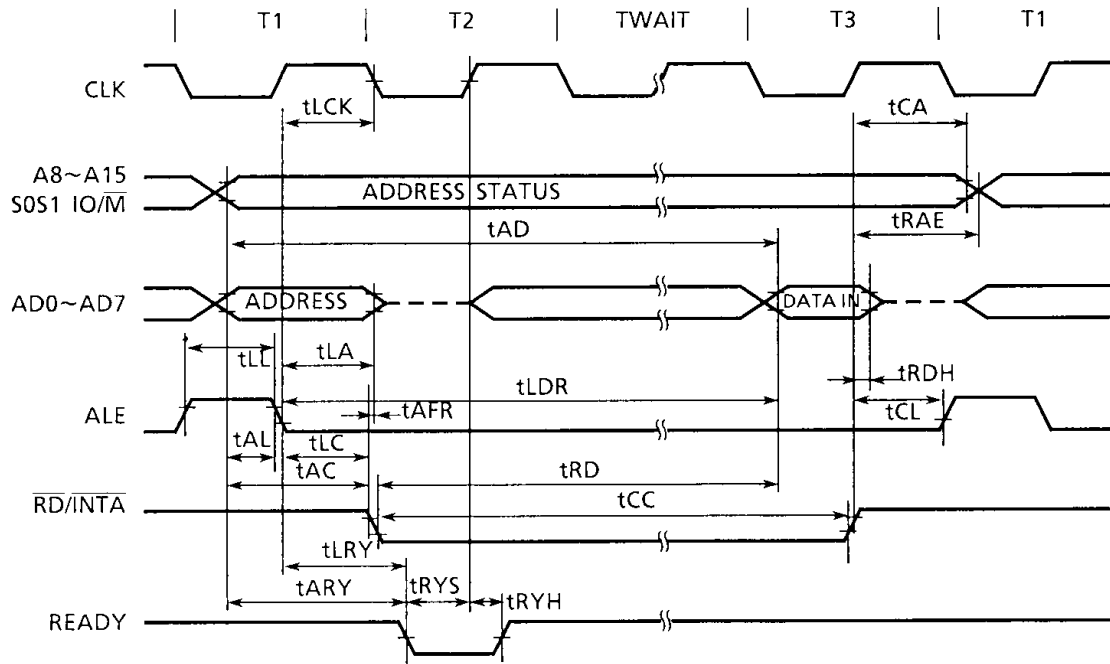 T1 T2 TWAIT T3 T1
CLK
tLCK
tCA
A8~A15
S0S1 IO/M̅
ADDRESS STATUS
tAD
tRAE
AD0~AD7
ADDRESS
DATA IN
tLL
tLA
tLDR
tRDH
tAFR
tCL
ALE
tAL
tLC
tAC
tRD
R̅D̅/I̅N̅T̅A̅
tCC
tLRY
tARY
tRYS
tRYH
READY